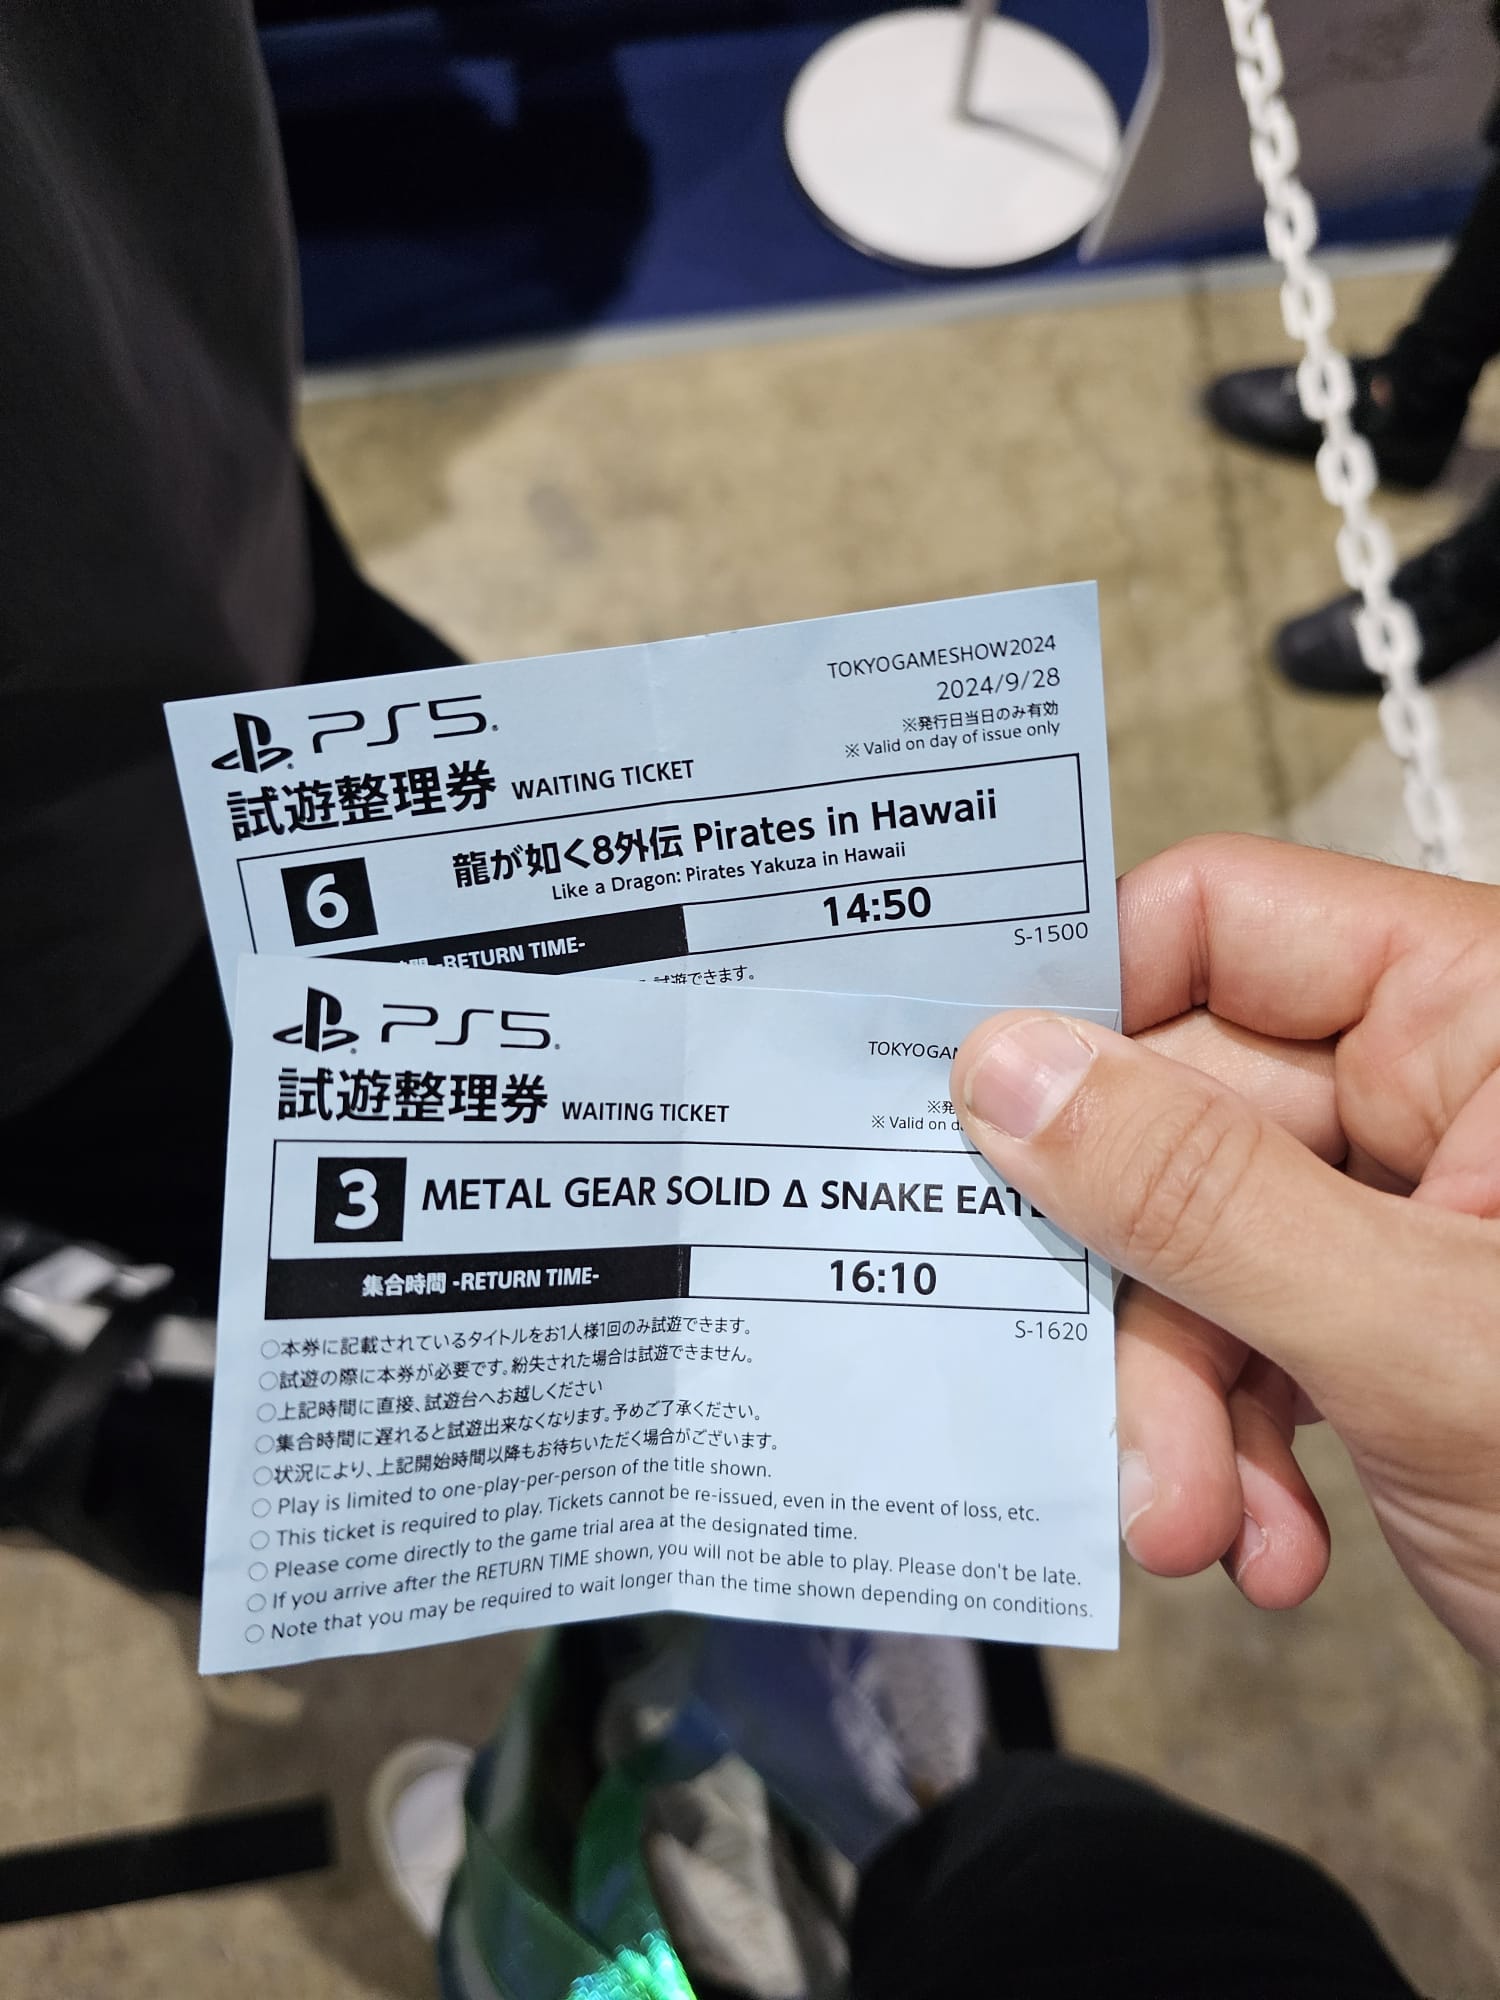 PS5
TOKYOGAMESHOW2024
2024/9/28
※発行日当日のみ有効
※ Valid on day of issue only
試遊整理券 WAITING TICKET
6
龍が如く8外伝 Pirates in Hawaii
Like a Dragon: Pirates Yakuza in Hawaii
-RETURN TIME-
14:50
S-1500
試遊できます。
PS5
試遊整理券 WAITING TICKET
※ Valid on
3
METAL GEAR SOLID Δ SNAKE
集合時間 -RETURN TIME-
16:10
S-1620
○本券に記載されているタイトルをお1人様1回のみ試遊できます。
○試遊の際に本券が必要です。紛失された場合は試遊できません。
○上記時間に直接、試遊台へお越しください
○集合時間に遅れると試遊出来なくなります。予めご了承ください。
○状況により、上記開始時間以降もお待ちいただく場合がございます。
○ Play is limited to one-play-per-person of the title shown.
○ This ticket is required to play. Tickets cannot be re-issued, even in the event of loss, etc.
○ Please come directly to the game trial area at the designated time.
○ If you arrive after the RETURN TIME shown, you will not be able to play. Please don't be late.
○ Note that you may be required to wait longer than the time shown depending on conditions.